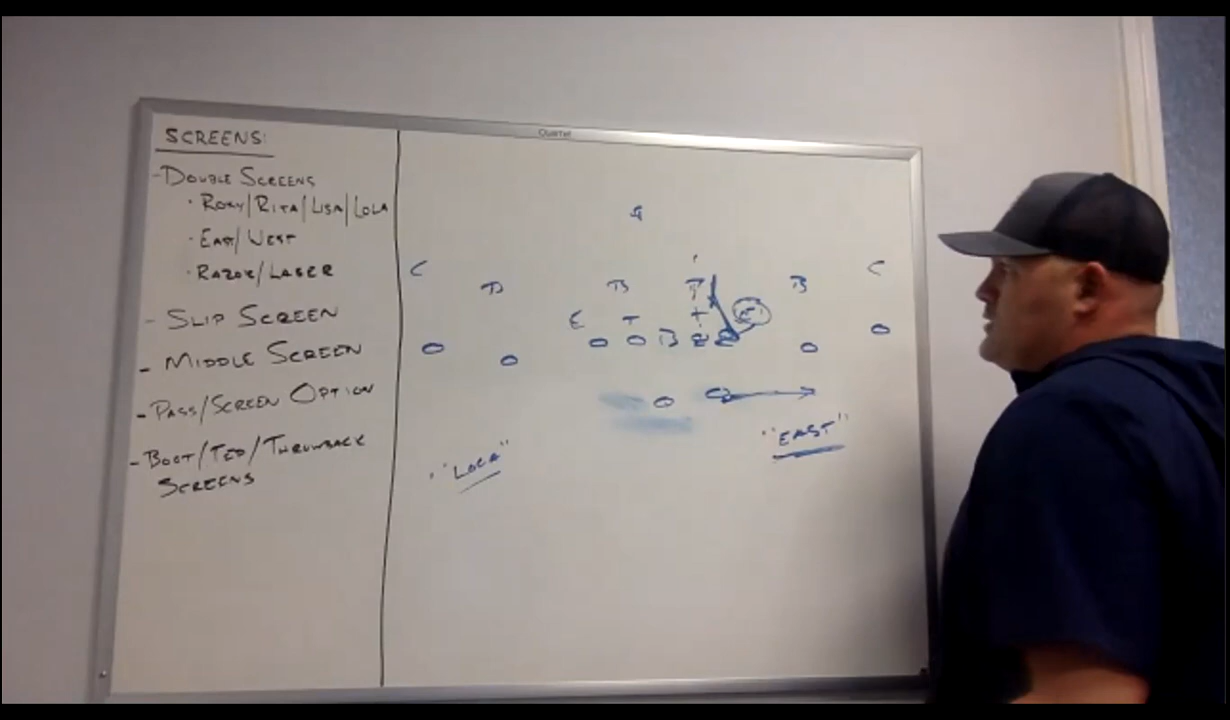 SCREENS:
- DOUBLE SCREENS
· ROXY/RITA/LISA/LOLA
· EAST/WEST
· RAZOR/LASER
- SLIP SCREEN
- MIDDLE SCREEN
- PASS/SCREEN OPTION
- BOOT/TED/THROWBACK
SCREENS
Quartet
C
C
B
B
E
T
"LOLA"
"EAST"